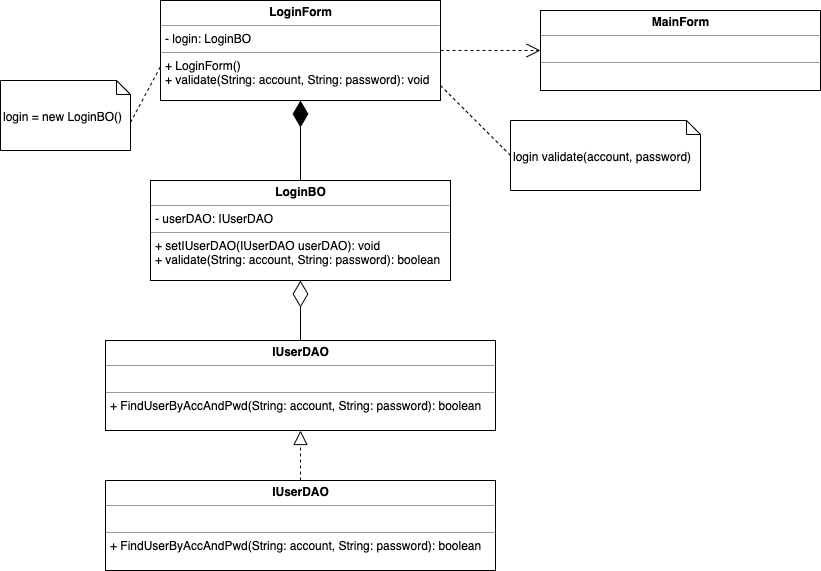 LoginForm
- login: LoginBO
+ LoginForm()
+ validate(String: account, String: password): void
MainForm
login = new LoginBO()
login validate(account, password)
LoginBO
- userDAO: IUserDAO
+ setIUserDAO(IUserDAO userDAO): void
+ validate(String: account, String: password): boolean
IUserDAO
+ FindUserByAccAndPwd(String: account, String: password): boolean
IUserDAO
+ FindUserByAccAndPwd(String: account, String: password): boolean